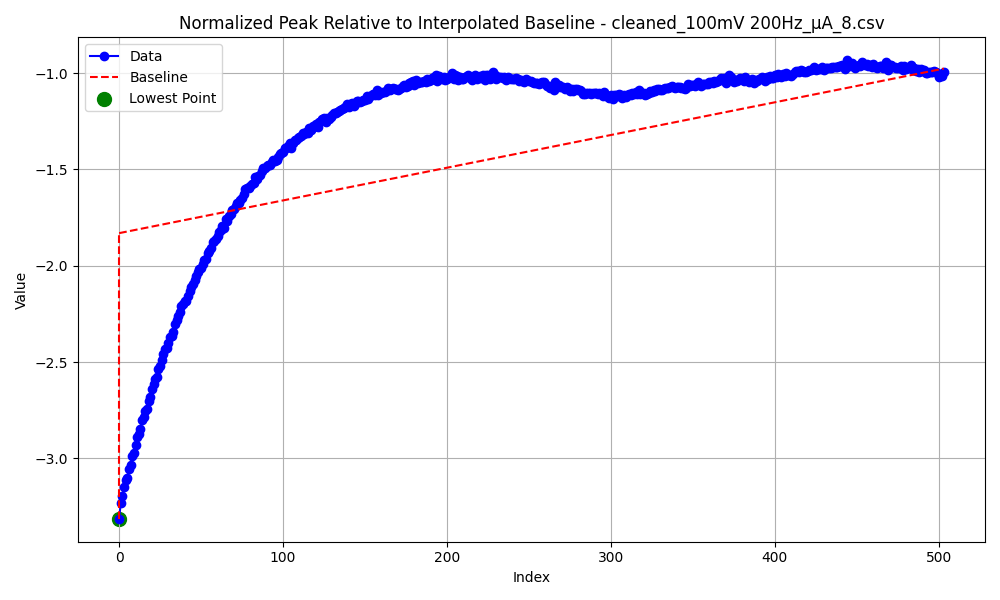 Normalized Peak Relative to Interpolated Baseline - cleaned_100mV 200Hz_μA_8.csv
Data
Baseline
Lowest Point
−1.0
−1.5
−2.0
−2.5
−3.0
Value
0 100 200 300 400 500
Index